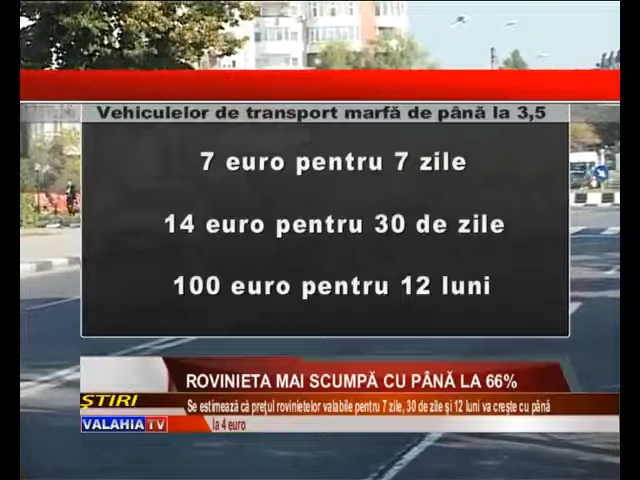 Vehiculelor de transport marfă de până la 3,5
7 euro pentru 7 zile
14 euro pentru 30 de zile
100 euro pentru 12 luni
ROVINIETA MAI SCUMPĂ CU PÂNĂ LA 66%
ŞTIRI
Se estimează că preţul rovinietelor valabile pentru 7 zile, 30 de zile şi 12 luni va creşte cu până
la 4 euro
VALAHIA TV